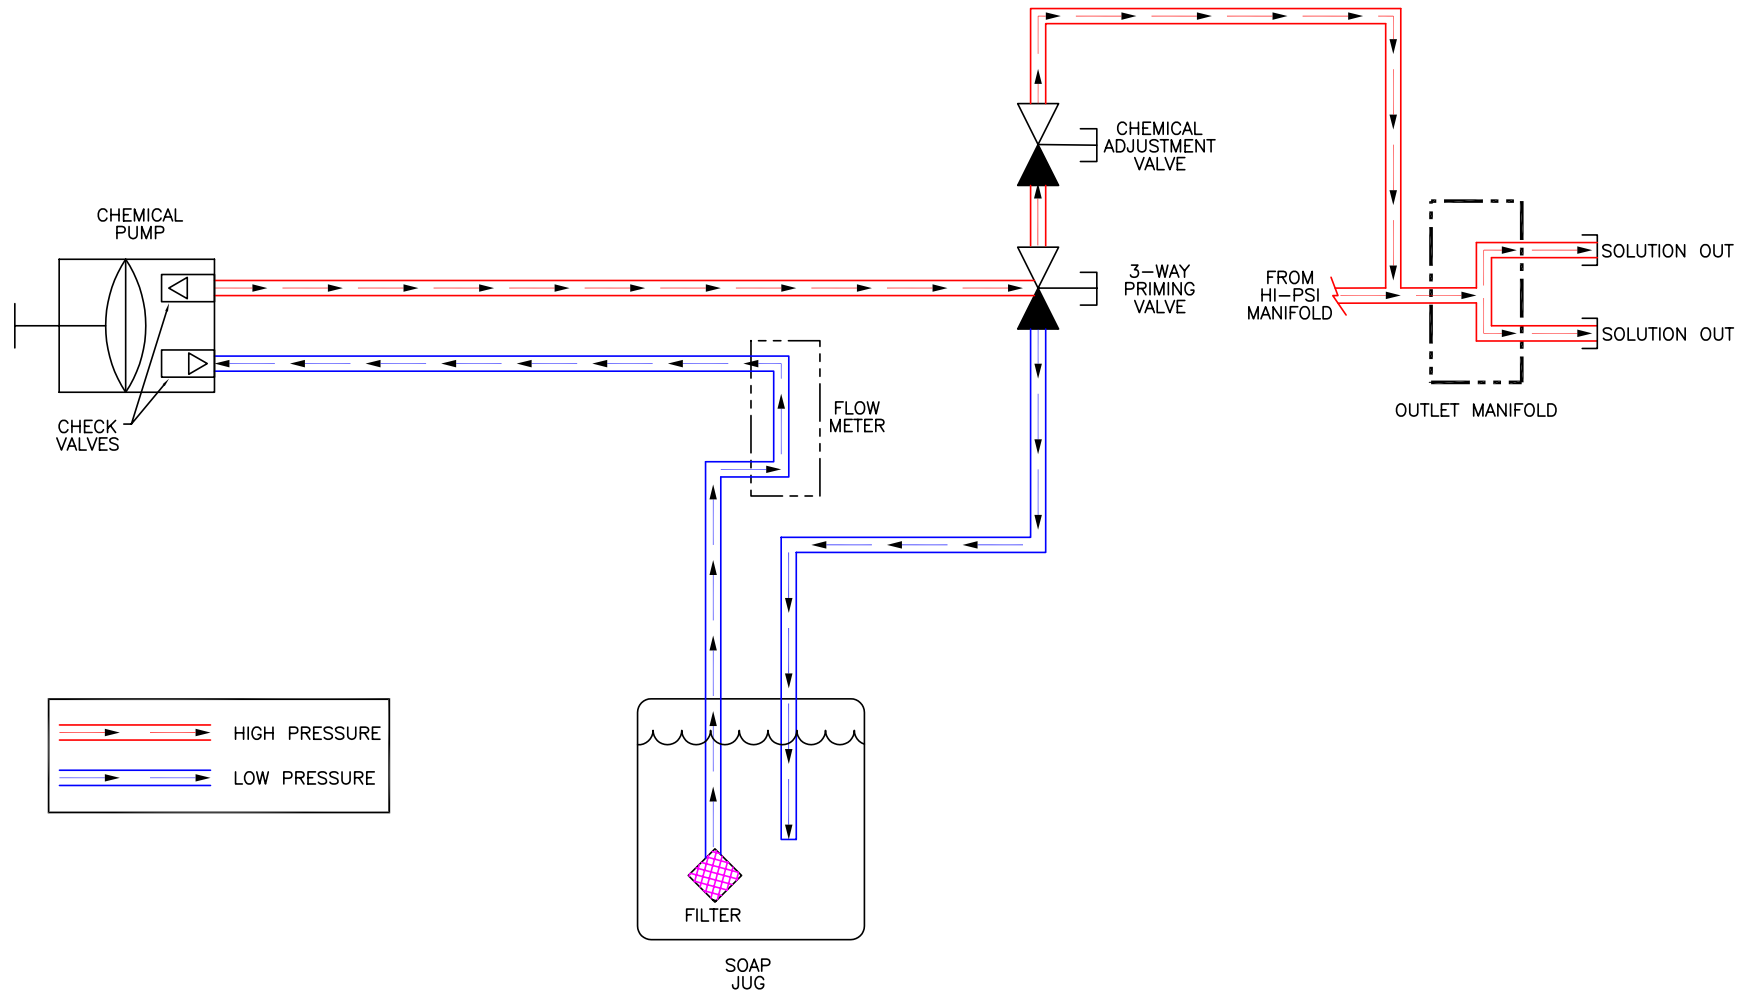 CHEMICAL
ADJUSTMENT
VALVE
CHEMICAL
PUMP
3-WAY
PRIMING
VALVE
FROM
HI-PSI
MANIFOLD
SOLUTION OUT
SOLUTION OUT
OUTLET MANIFOLD
FLOW
METER
CHECK
VALVES
HIGH PRESSURE
LOW PRESSURE
FILTER
SOAP
JUG